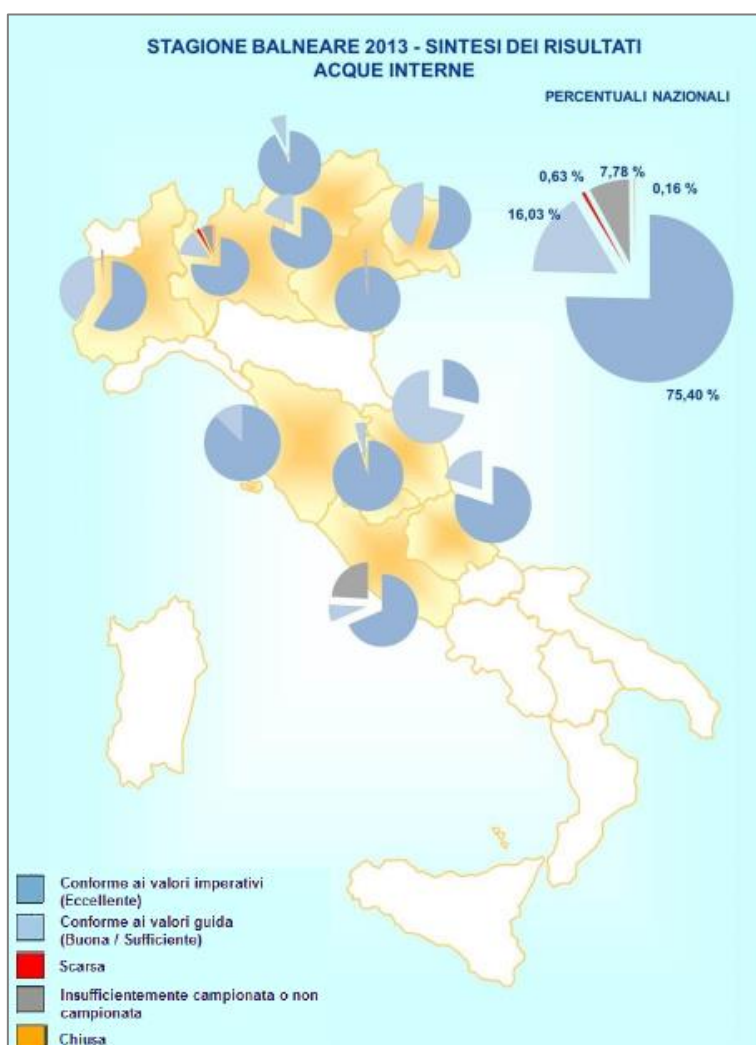 STAGIONE BALNEARE 2013 - SINTESI DEI RISULTATI
ACQUE INTERNE
PERCENTUALI NAZIONALI
0,63 %
7,78 %
0,16 %
16,03 %
75,40 %
Conforme ai valori imperativi
(Eccellente)
Conforme ai valori guida
(Buona / Sufficiente)
Scarsa
Insufficientemente campionata o non
campionata
Chiusa